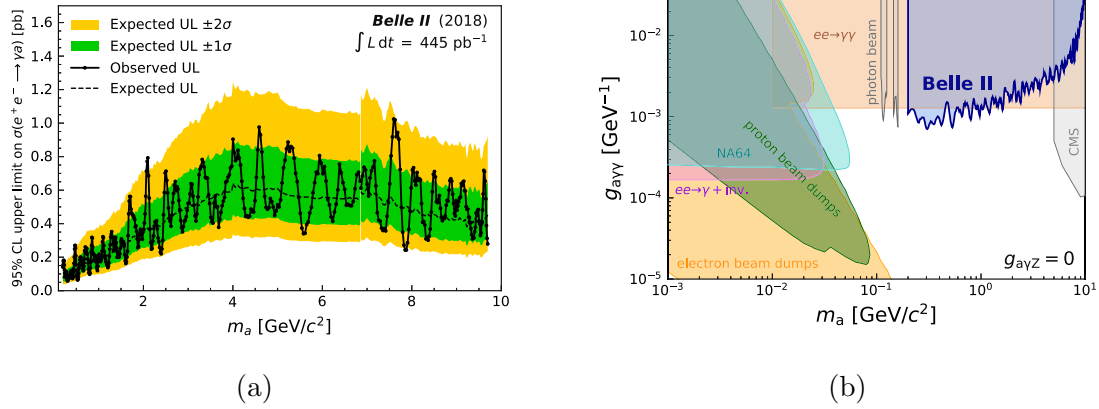 1.6
1.4
1.2
1.0
0.8
0.6
0.4
0.2
0.0
95% CL upper limit on σ(e⁺e⁻ → γa) [pb]
Expected UL ±2σ
Expected UL ±1σ
Observed UL
Expected UL
Belle II (2018)
∫ L dt = 445 pb⁻¹
2 4 6 8 10
mₐ [GeV/c²]
(a)
10⁻²
10⁻³
10⁻⁴
10⁻⁵
g_aγγ [GeV⁻¹]
ee→γγ
photon beam
Belle II
CMS
NA64
proton beam dumps
ee→γ + inv.
electron beam dumps
g_aγZ = 0
10⁻³ 10⁻² 10⁻¹ 10⁰ 10¹
mₐ [GeV/c²]
(b)